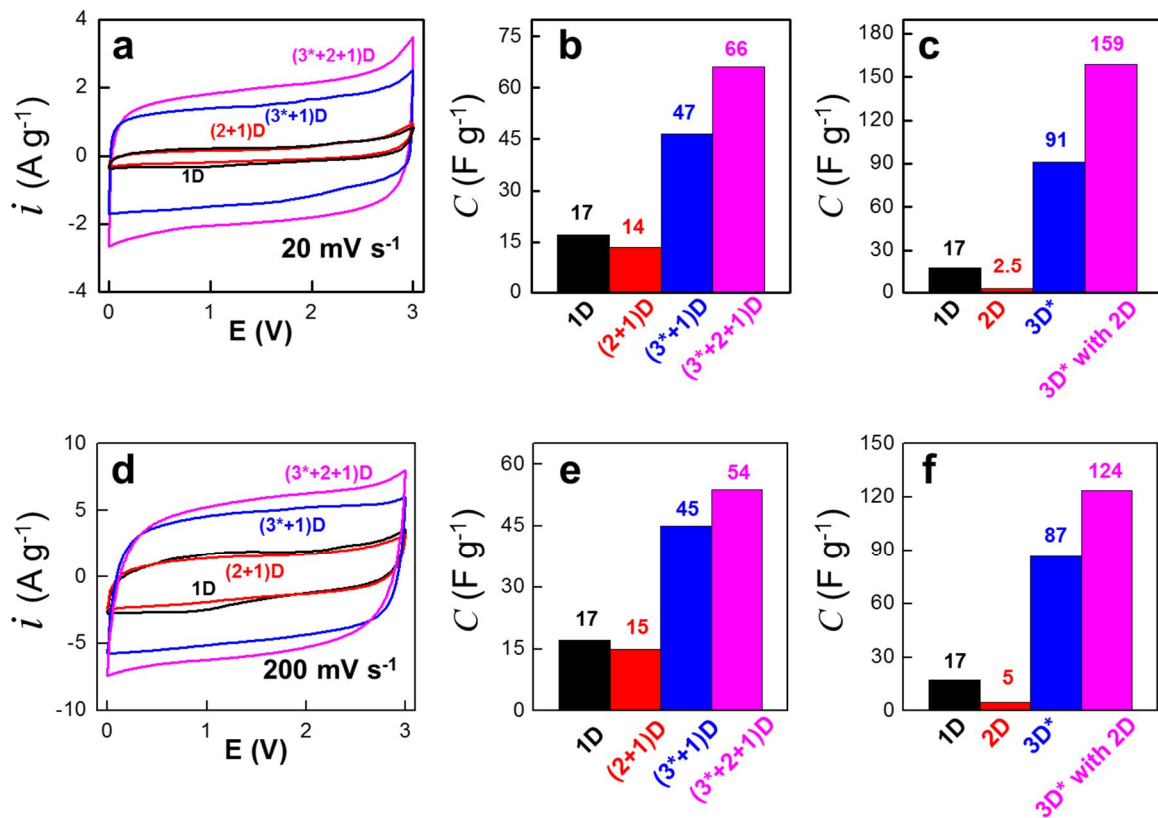 a
i (A g⁻¹)
4
2
0
-2
-4
(3*+2+1)D
(3*+1)D
(2+1)D
1D
20 mV s⁻¹
0
1
2
3
E (V)
b
C (F g⁻¹)
75
60
45
30
15
0
17
14
47
66
1D
(2+1)D
(3*+1)D
(3*+2+1)D
c
C (F g⁻¹)
180
150
120
90
60
30
0
17
2.5
91
159
1D
2D
3D*
3D* with 2D
d
i (A g⁻¹)
10
5
0
-5
-10
(3*+2+1)D
(3*+1)D
(2+1)D
1D
200 mV s⁻¹
0
1
2
3
E (V)
e
C (F g⁻¹)
60
45
30
15
0
17
15
45
54
1D
(2+1)D
(3*+1)D
(3*+2+1)D
f
C (F g⁻¹)
150
120
90
60
30
0
17
5
87
124
1D
2D
3D*
3D* with 2D